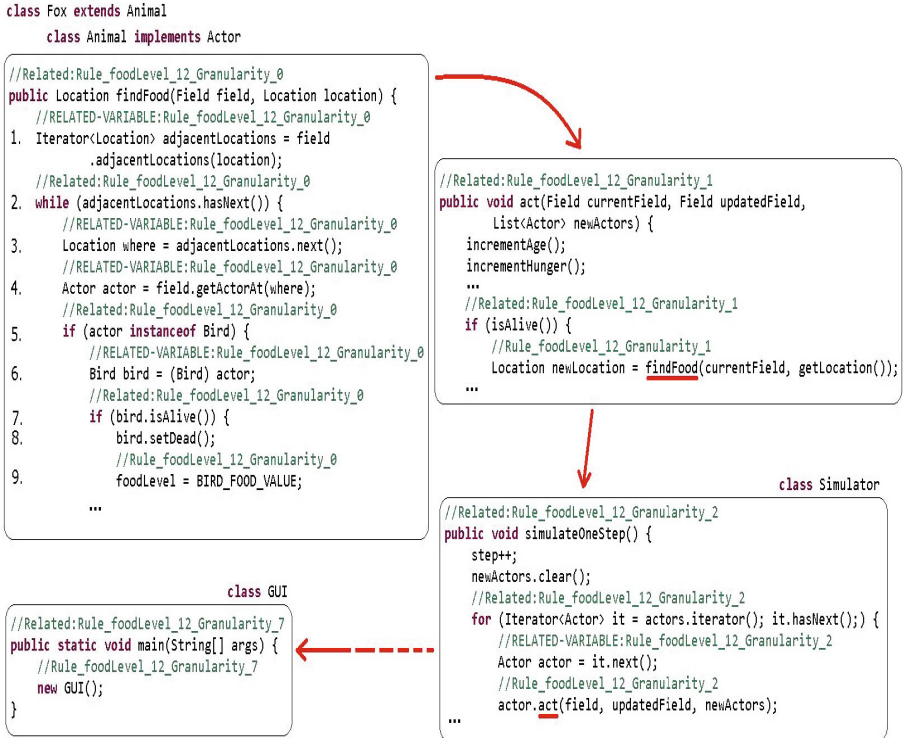 class Fox extends Animal
class Animal implements Actor
//Related:Rule_foodLevel_12_Granularity_0
public Location findFood(Field field, Location location) {
//RELATED-VARIABLE:Rule_foodLevel_12_Granularity_0
1. Iterator<Location> adjacentLocations = field
.adjacentLocations(location);
//Related:Rule_foodLevel_12_Granularity_0
2. while (adjacentLocations.hasNext()) {
//RELATED-VARIABLE:Rule_foodLevel_12_Granularity_0
3. Location where = adjacentLocations.next();
//RELATED-VARIABLE:Rule_foodLevel_12_Granularity_0
4. Actor actor = field.getActorAt(where);
//Related:Rule_foodLevel_12_Granularity_0
5. if (actor instanceof Bird) {
//RELATED-VARIABLE:Rule_foodLevel_12_Granularity_0
6. Bird bird = (Bird) actor;
//Related:Rule_foodLevel_12_Granularity_0
7. if (bird.isAlive()) {
8. bird.setDead();
//Rule_foodLevel_12_Granularity_0
9. foodLevel = BIRD_FOOD_VALUE;
...
//Related:Rule_foodLevel_12_Granularity_1
public void act(Field currentField, Field updatedField,
List<Actor> newActors) {
incrementAge();
incrementHunger();
...
//Related:Rule_foodLevel_12_Granularity_1
if (isAlive()) {
//Rule_foodLevel_12_Granularity_1
Location newLocation = findFood(currentField, getLocation());
...
class Simulator
//Related:Rule_foodLevel_12_Granularity_2
public void simulateOneStep() {
step++;
newActors.clear();
//Related:Rule_foodLevel_12_Granularity_2
for (Iterator<Actor> it = actors.iterator(); it.hasNext();) {
//RELATED-VARIABLE:Rule_foodLevel_12_Granularity_2
Actor actor = it.next();
//Rule_foodLevel_12_Granularity_2
actor.act(field, updatedField, newActors);
...
class GUI
//Related:Rule_foodLevel_12_Granularity_7
public static void main(String[] args) {
//Rule_foodLevel_12_Granularity_7
new GUI();
}